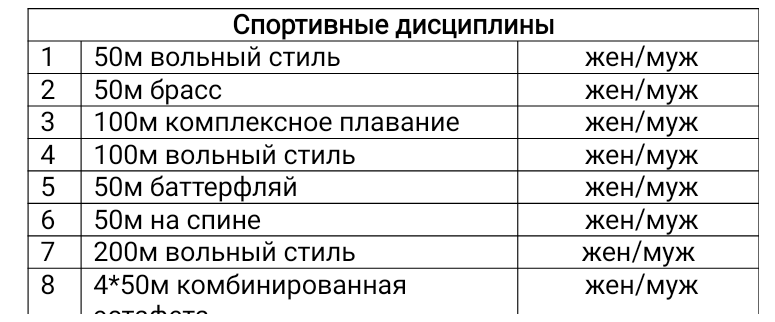 Спортивные дисциплины
1 50м вольный стиль жен/муж
2 50м брасс жен/муж
3 100м комплексное плавание жен/муж
4 100м вольный стиль жен/муж
5 50м баттерфляй жен/муж
6 50м на спине жен/муж
7 200м вольный стиль жен/муж
8 4*50м комбинированная жен/муж